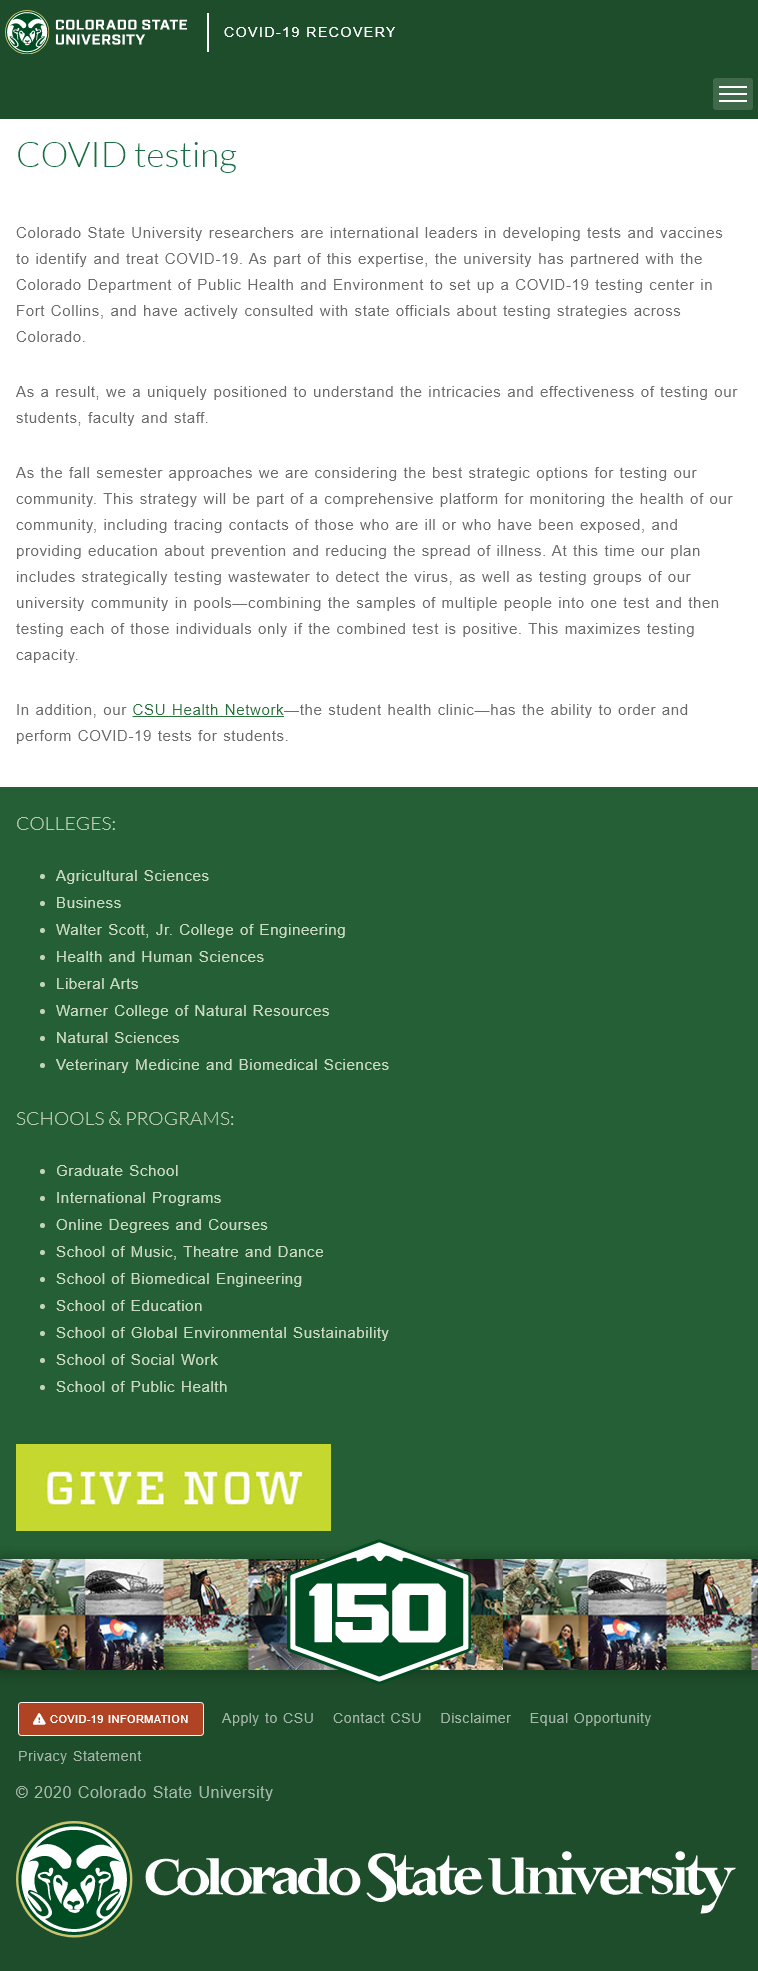 COLORADO STATE
UNIVERSITY
COVID-19 RECOVERY
COVID testing
Colorado State University researchers are international leaders in developing tests and vaccines
to identify and treat COVID-19. As part of this expertise, the university has partnered with the
Colorado Department of Public Health and Environment to set up a COVID-19 testing center in
Fort Collins, and have actively consulted with state officials about testing strategies across
Colorado.
As a result, we a uniquely positioned to understand the intricacies and effectiveness of testing our
students, faculty and staff.
As the fall semester approaches we are considering the best strategic options for testing our
community. This strategy will be part of a comprehensive platform for monitoring the health of our
community, including tracing contacts of those who are ill or who have been exposed, and
providing education about prevention and reducing the spread of illness. At this time our plan
includes strategically testing wastewater to detect the virus, as well as testing groups of our
university community in pools—combining the samples of multiple people into one test and then
testing each of those individuals only if the combined test is positive. This maximizes testing
capacity.
In addition, our CSU Health Network—the student health clinic—has the ability to order and
perform COVID-19 tests for students.
COLLEGES:
Agricultural Sciences
Business
Walter Scott, Jr. College of Engineering
Health and Human Sciences
Liberal Arts
Warner College of Natural Resources
Natural Sciences
Veterinary Medicine and Biomedical Sciences
SCHOOLS & PROGRAMS:
Graduate School
International Programs
Online Degrees and Courses
School of Music, Theatre and Dance
School of Biomedical Engineering
School of Education
School of Global Environmental Sustainability
School of Social Work
School of Public Health
GIVE NOW
150
COVID-19 INFORMATION Apply to CSU Contact CSU Disclaimer Equal Opportunity
Privacy Statement
© 2020 Colorado State University
Colorado State University